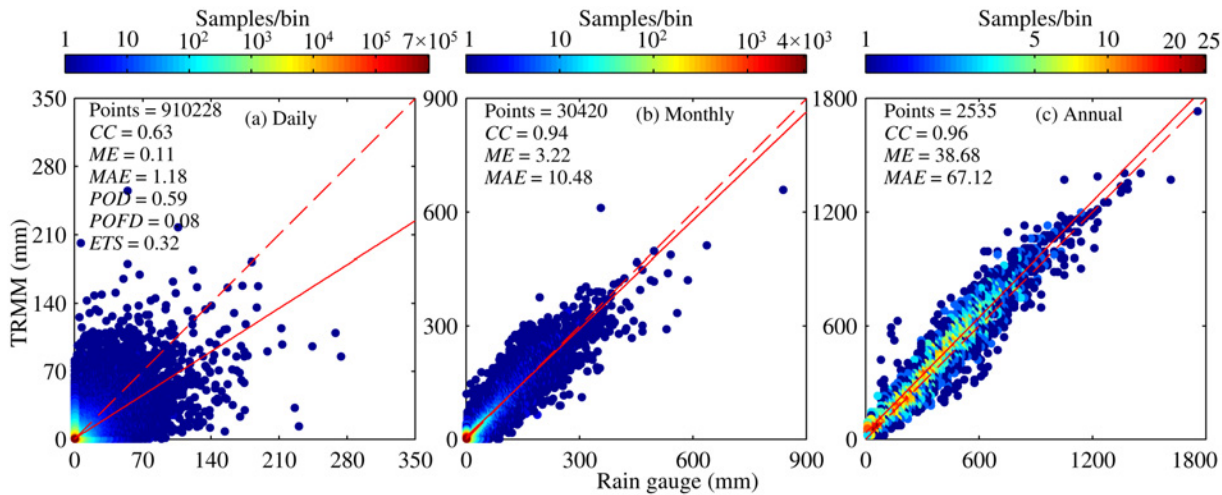 Samples/bin Samples/bin Samples/bin
1 10 10² 10³ 10⁴ 10⁵ 7×10⁵ 1 10 10² 10³ 4×10³ 1 5 10 20 25
350 900 1800
Points = 910228 (a) Daily Points = 30420 (b) Monthly Points = 2535 (c) Annual
CC = 0.63 CC = 0.94 CC = 0.96
ME = 0.11 ME = 3.22 ME = 38.68
MAE = 1.18 MAE = 10.48 MAE = 67.12
POD = 0.59
POFD = 0.08
ETS = 0.32
280
210
140
70
0
600
300
0
1200
600
0
TRMM (mm)
0 70 140 210 280 350 0 300 600 900 0 600 1200 1800
Rain gauge (mm)